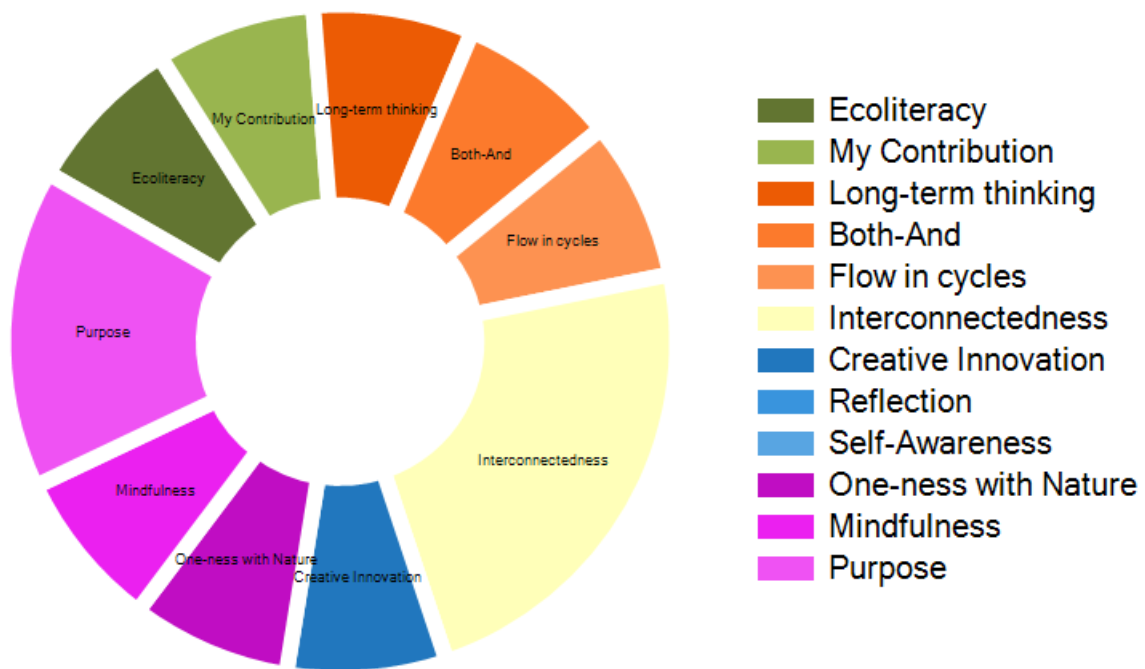 Long-term thinking
My Contribution
Both-And
Ecoliteracy
Flow in cycles
Purpose
Interconnectedness
Mindfulness
One-ness with Nature
Creative Innovation
Ecoliteracy
My Contribution
Long-term thinking
Both-And
Flow in cycles
Interconnectedness
Creative Innovation
Reflection
Self-Awareness
One-ness with Nature
Mindfulness
Purpose